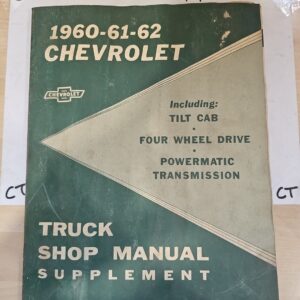 1960-61-62
CHEVROLET
CHEVROLET
Including:
TILT CAB
•
FOUR WHEEL DRIVE
•
POWERMATIC
TRANSMISSION
CT
CT
TRUCK
SHOP MANUAL
SUPPLEMENT